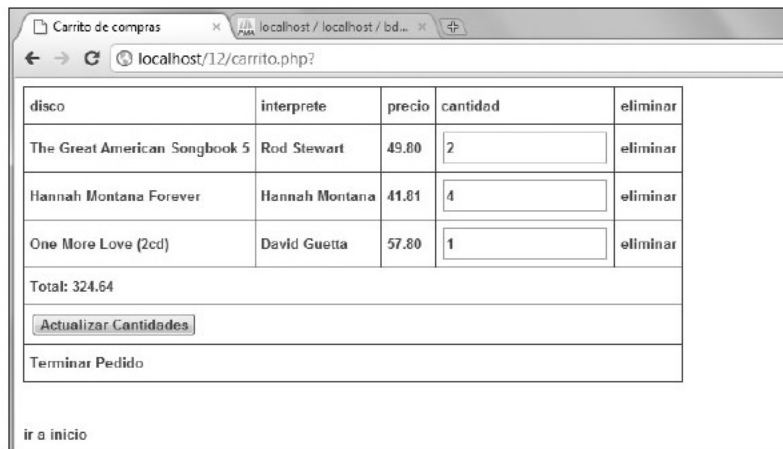 Carrito de compras
localhost / localhost / bd...
localhost/12/carrito.php?
disco interprete precio cantidad eliminar
The Great American Songbook 5 Rod Stewart 49.80 2 eliminar
Hannah Montana Forever Hannah Montana 41.81 4 eliminar
One More Love (2cd) David Guetta 57.80 1 eliminar
Total: 324.64
Actualizar Cantidades
Terminar Pedido
ir a inicio